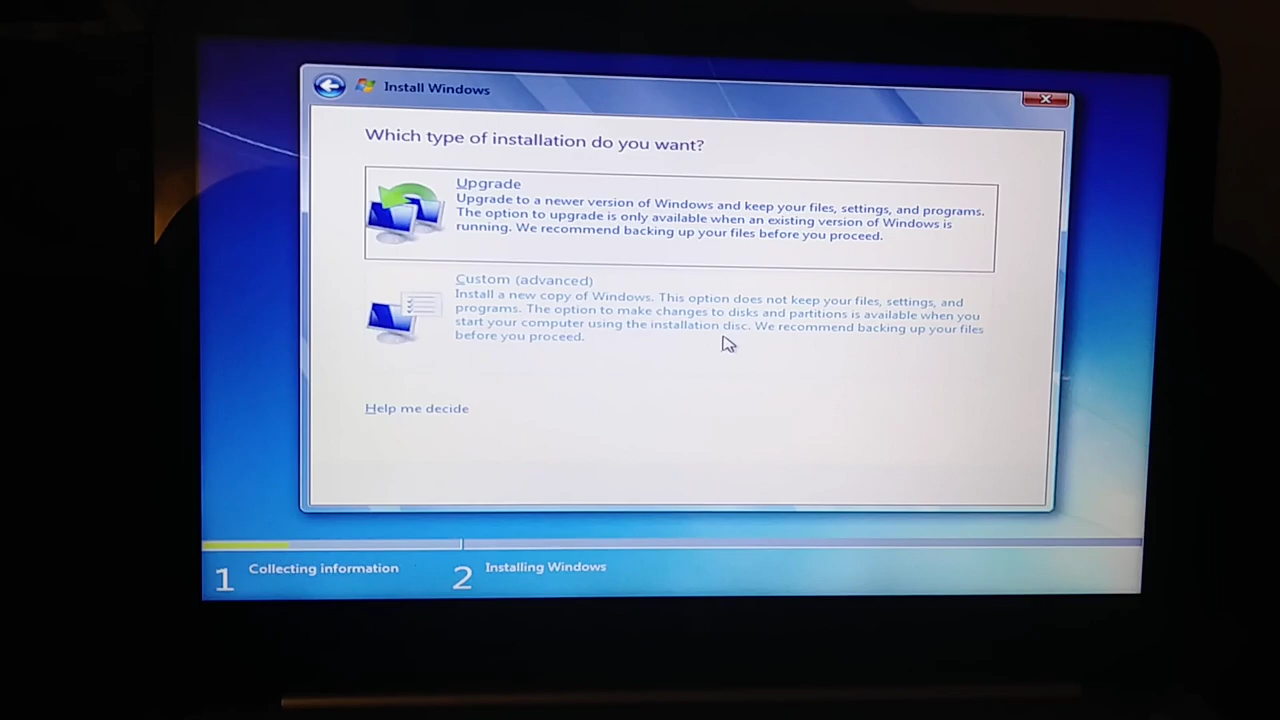 Install Windows
Which type of installation do you want?
Upgrade
Upgrade to a newer version of Windows and keep your files, settings, and programs.
The option to upgrade is only available when an existing version of Windows is
running. We recommend backing up your files before you proceed.
Custom (advanced)
Install a new copy of Windows. This option does not keep your files, settings, and
programs. The option to make changes to disks and partitions is available when you
start your computer using the installation disc. We recommend backing up your files
before you proceed.
Help me decide
1 Collecting information
2 Installing Windows